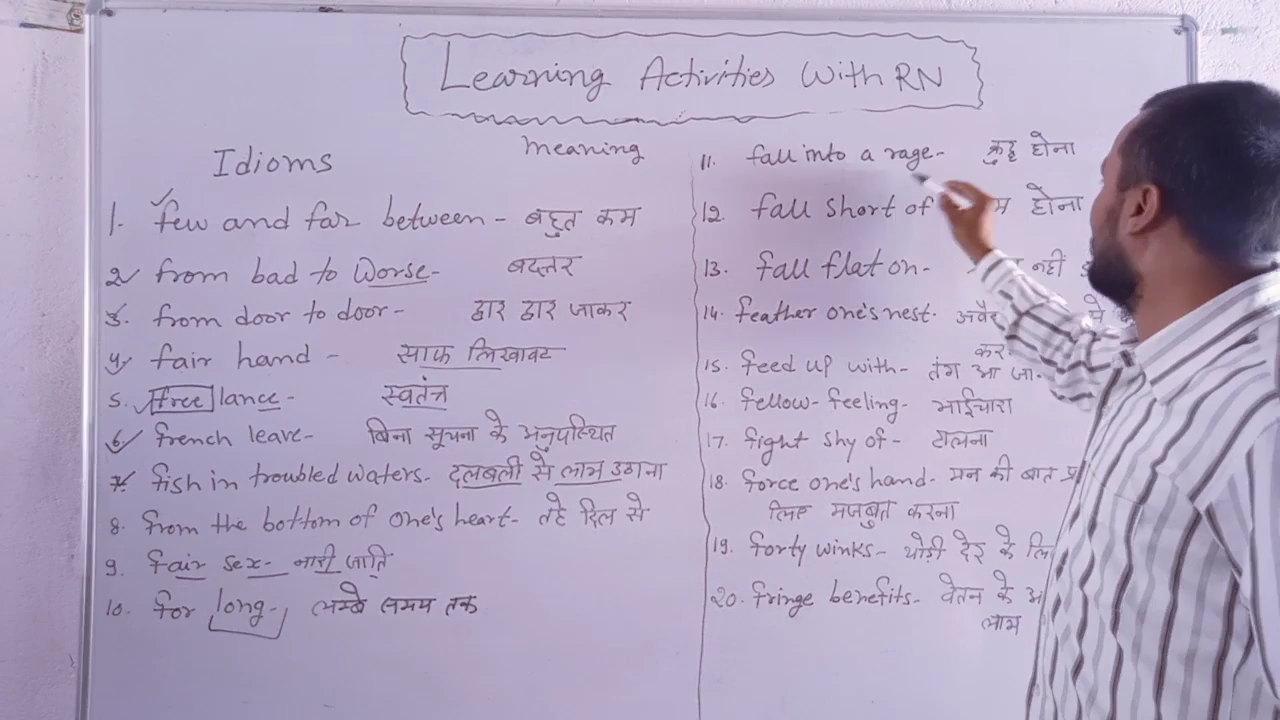 Learning Activities With RN
Idioms
meaning
1. few and far between - बहुत कम
2. from bad to Worse - बदत्तर
3. from door to door - द्वार द्वार जाकर
4. fair hand - साफ लिखावट
5. free lance - स्वतंत्र
6. french leave - बिना सूचना के अनुपस्थित
7. fish in troubled waters - दलबली से लाभ उठाना
8. from the bottom of one's heart - तहे दिल से
9. fair sex - नारी जाति
10. for long - लम्बे समय तक
11. fall into a rage - क्रुद्ध होना
12. fall short of होना
13. fall flat on - नहीं
14. feather one's nest -
15. feed up with - तंग आ जा
16. fellow-feeling - भाईचारा
17. fight shy of - टालना
18. force one's hand - मन की बात
लिए मजबुत करना
19. forty winks - थोड़ी देर के
20. fringe benefits - वेतन के
लाभ